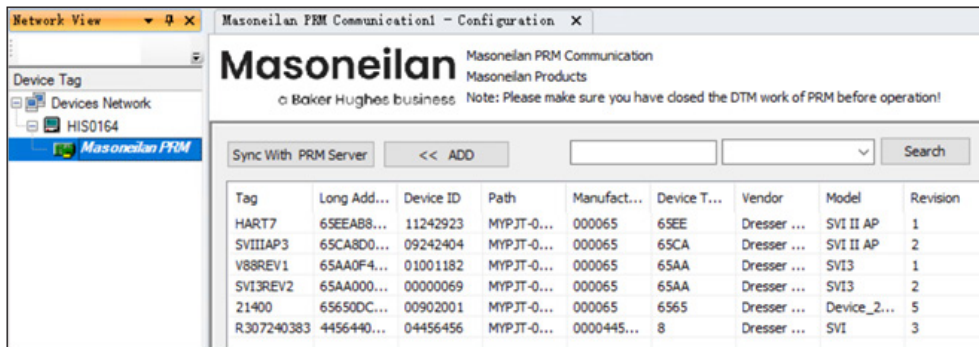 Network View
Masoneilan PRM Communication1 - Configuration X
Device Tag
Devices Network
HIS0164
Masoneilan PRM
Masoneilan
a Baker Hughes business
Masoneilan PRM Communication
Masoneilan Products
Note: Please make sure you have closed the DTM work of PRM before operation!
Sync With PRM Server << ADD Search
Tag Long Add... Device ID Path Manufact... Device T... Vendor Model Revision
HART7 65EEAB8... 11242923 MYPJT-0... 000065 65EE Dresser ... SVI II AP 1
SVIIIAP3 65CA8D0... 09242404 MYPJT-0... 000065 65CA Dresser ... SVI II AP 2
V88REV1 65AA0F4... 01001182 MYPJT-0... 000065 65AA Dresser ... SVI3 1
SVI3REV2 65AA000... 00000069 MYPJT-0... 000065 65AA Dresser ... SVI3 2
21400 65650DC... 00902001 MYPJT-0... 000065 6565 Dresser ... Device_2... 5
R307240383 4456440... 04456456 MYPJT-0... 0000445... 8 Dresser ... SVI 3